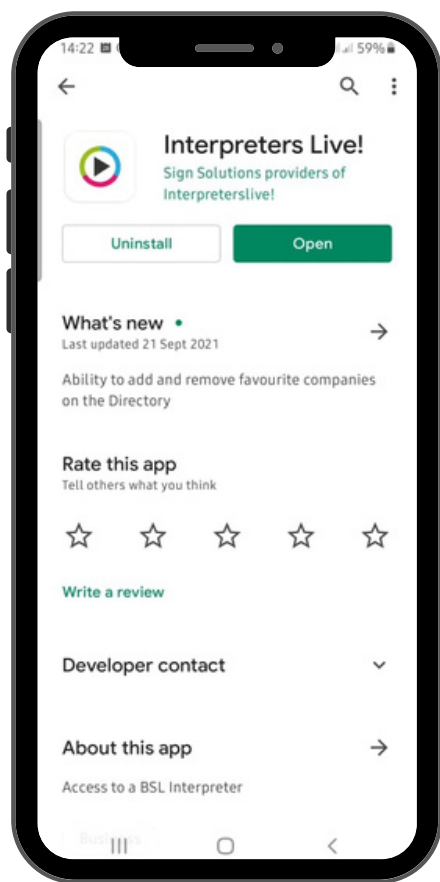 14:22
59%
Interpreters Live!
Sign Solutions providers of
Interpreterslive!
Uninstall
Open
What's new •
Last updated 21 Sept 2021
Ability to add and remove favourite companies
on the Directory
Rate this app
Tell others what you think
Write a review
Developer contact
About this app
Access to a BSL Interpreter
Business